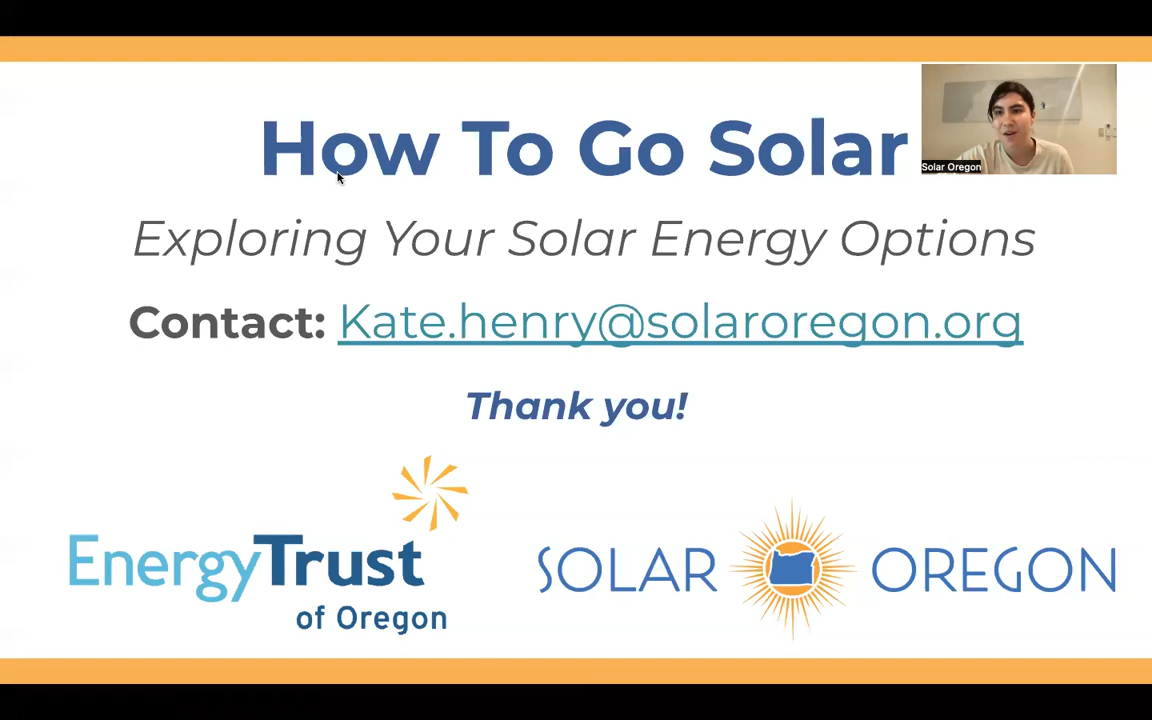 How To Go Solar
Solar Oregon
Exploring Your Solar Energy Options
Contact: Kate.henry@solaroregon.org
Thank you!
EnergyTrust
of Oregon
SOLAR OREGON